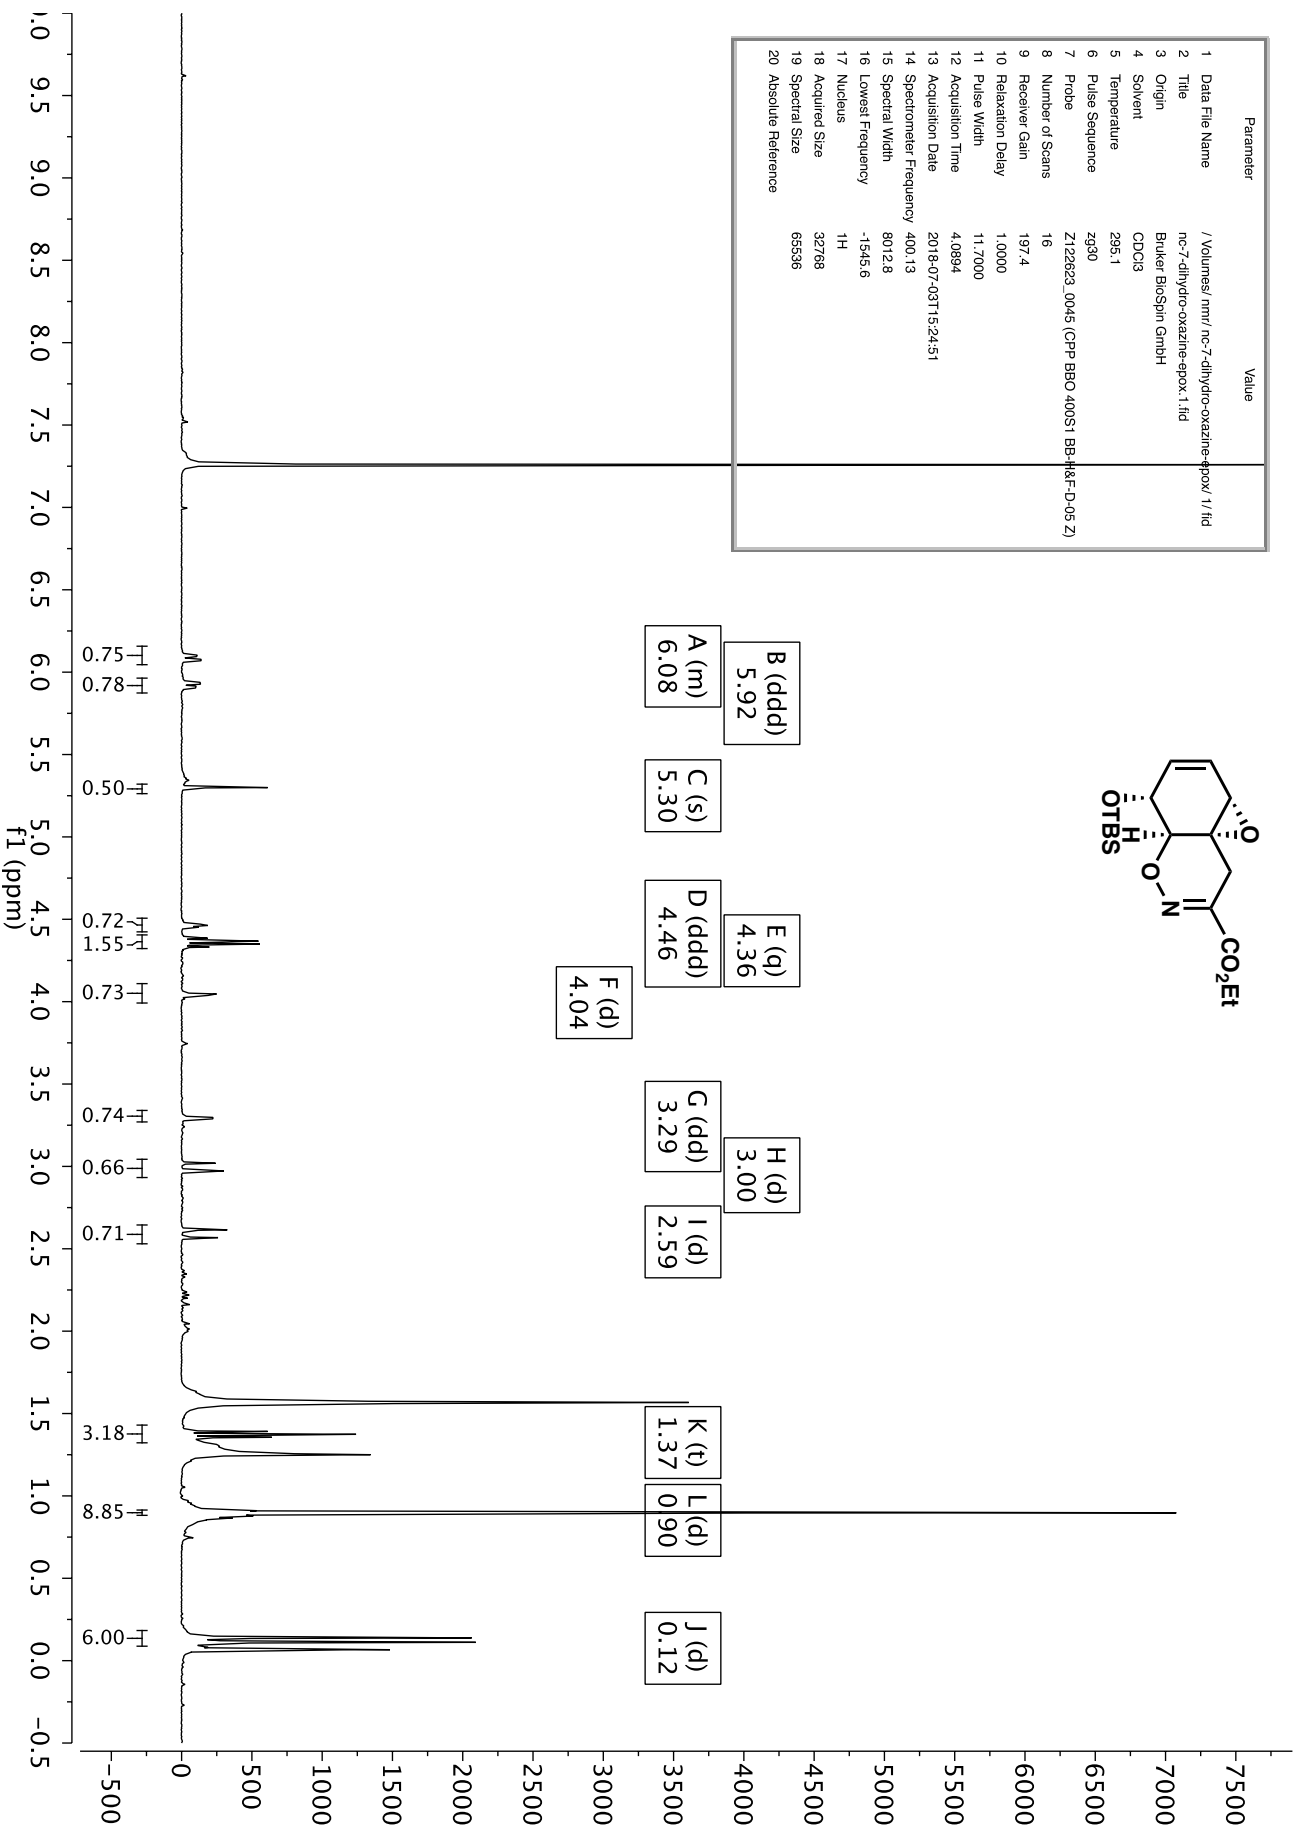 Parameter Value
1 Data File Name / Volumes/ nmr/ nc-7-dihydro-oxazine-epox/ 1/ fid
2 Title nc-7-dihydro-oxazine-epox.1.fid
3 Origin Bruker BioSpin GmbH
4 Solvent CDCl3
5 Temperature 295.1
6 Pulse Sequence zg30
7 Probe Z122623_0045 (CPP BBO 400S1 BB-H&F-D-05 Z)
8 Number of Scans 16
9 Receiver Gain 197.4
10 Relaxation Delay 1.0000
11 Pulse Width 11.7000
12 Acquisition Time 4.0894
13 Acquisition Date 2018-07-03T15:24:51
14 Spectrometer Frequency 400.13
15 Spectral Width 8012.8
16 Lowest Frequency -1545.6
17 Nucleus 1H
18 Acquired Size 32768
19 Spectral Size 65536
20 Absolute Reference
O
CO2Et
N
O
H
OTBS
B (ddd)
5.92
E (q)
4.36
H (d)
3.00
A (m)
6.08
C (s)
5.30
D (ddd)
4.46
G (dd)
3.29
I (d)
2.59
K (t)
1.37
L (d)
0.90
J (d)
0.12
F (d)
4.04
7500
7000
6500
6000
5500
5000
4500
4000
3500
3000
2500
2000
1500
1000
500
0
−500
0.75
0.78
0.50
0.72
1.55
0.73
0.74
0.66
0.71
3.18
8.85
6.00
9.5 9.0 8.5 8.0 7.5 7.0 6.5 6.0 5.5 5.0 4.5 4.0 3.5 3.0 2.5 2.0 1.5 1.0 0.5 0.0 −0.5
f1 (ppm)